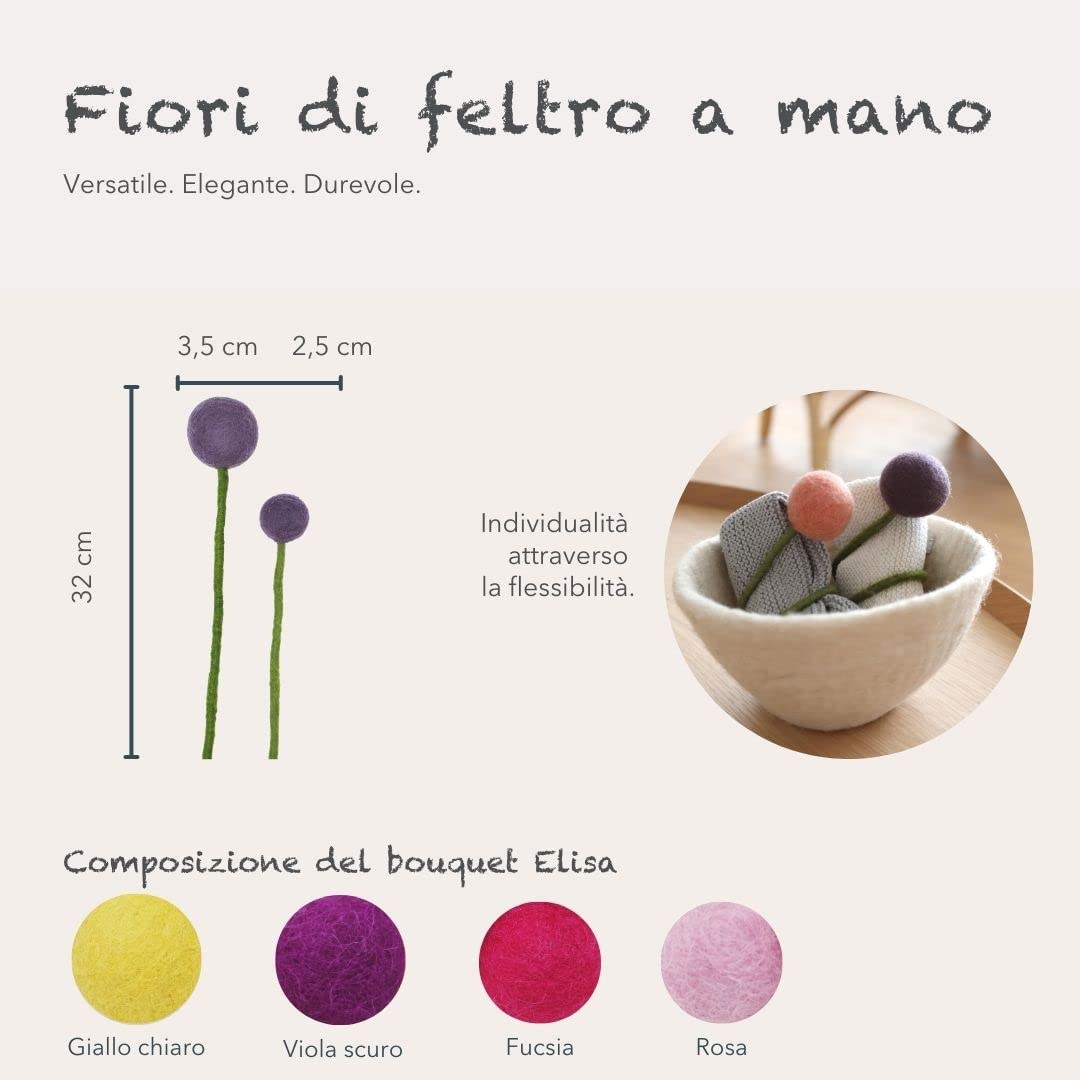 Fiori di feltro a mano
Versatile. Elegante. Durevole.
3,5 cm 2,5 cm
32 cm
Individualità
attraverso
la flessibilità.
Composizione del bouquet Elisa
Giallo chiaro
Viola scuro
Fucsia
Rosa